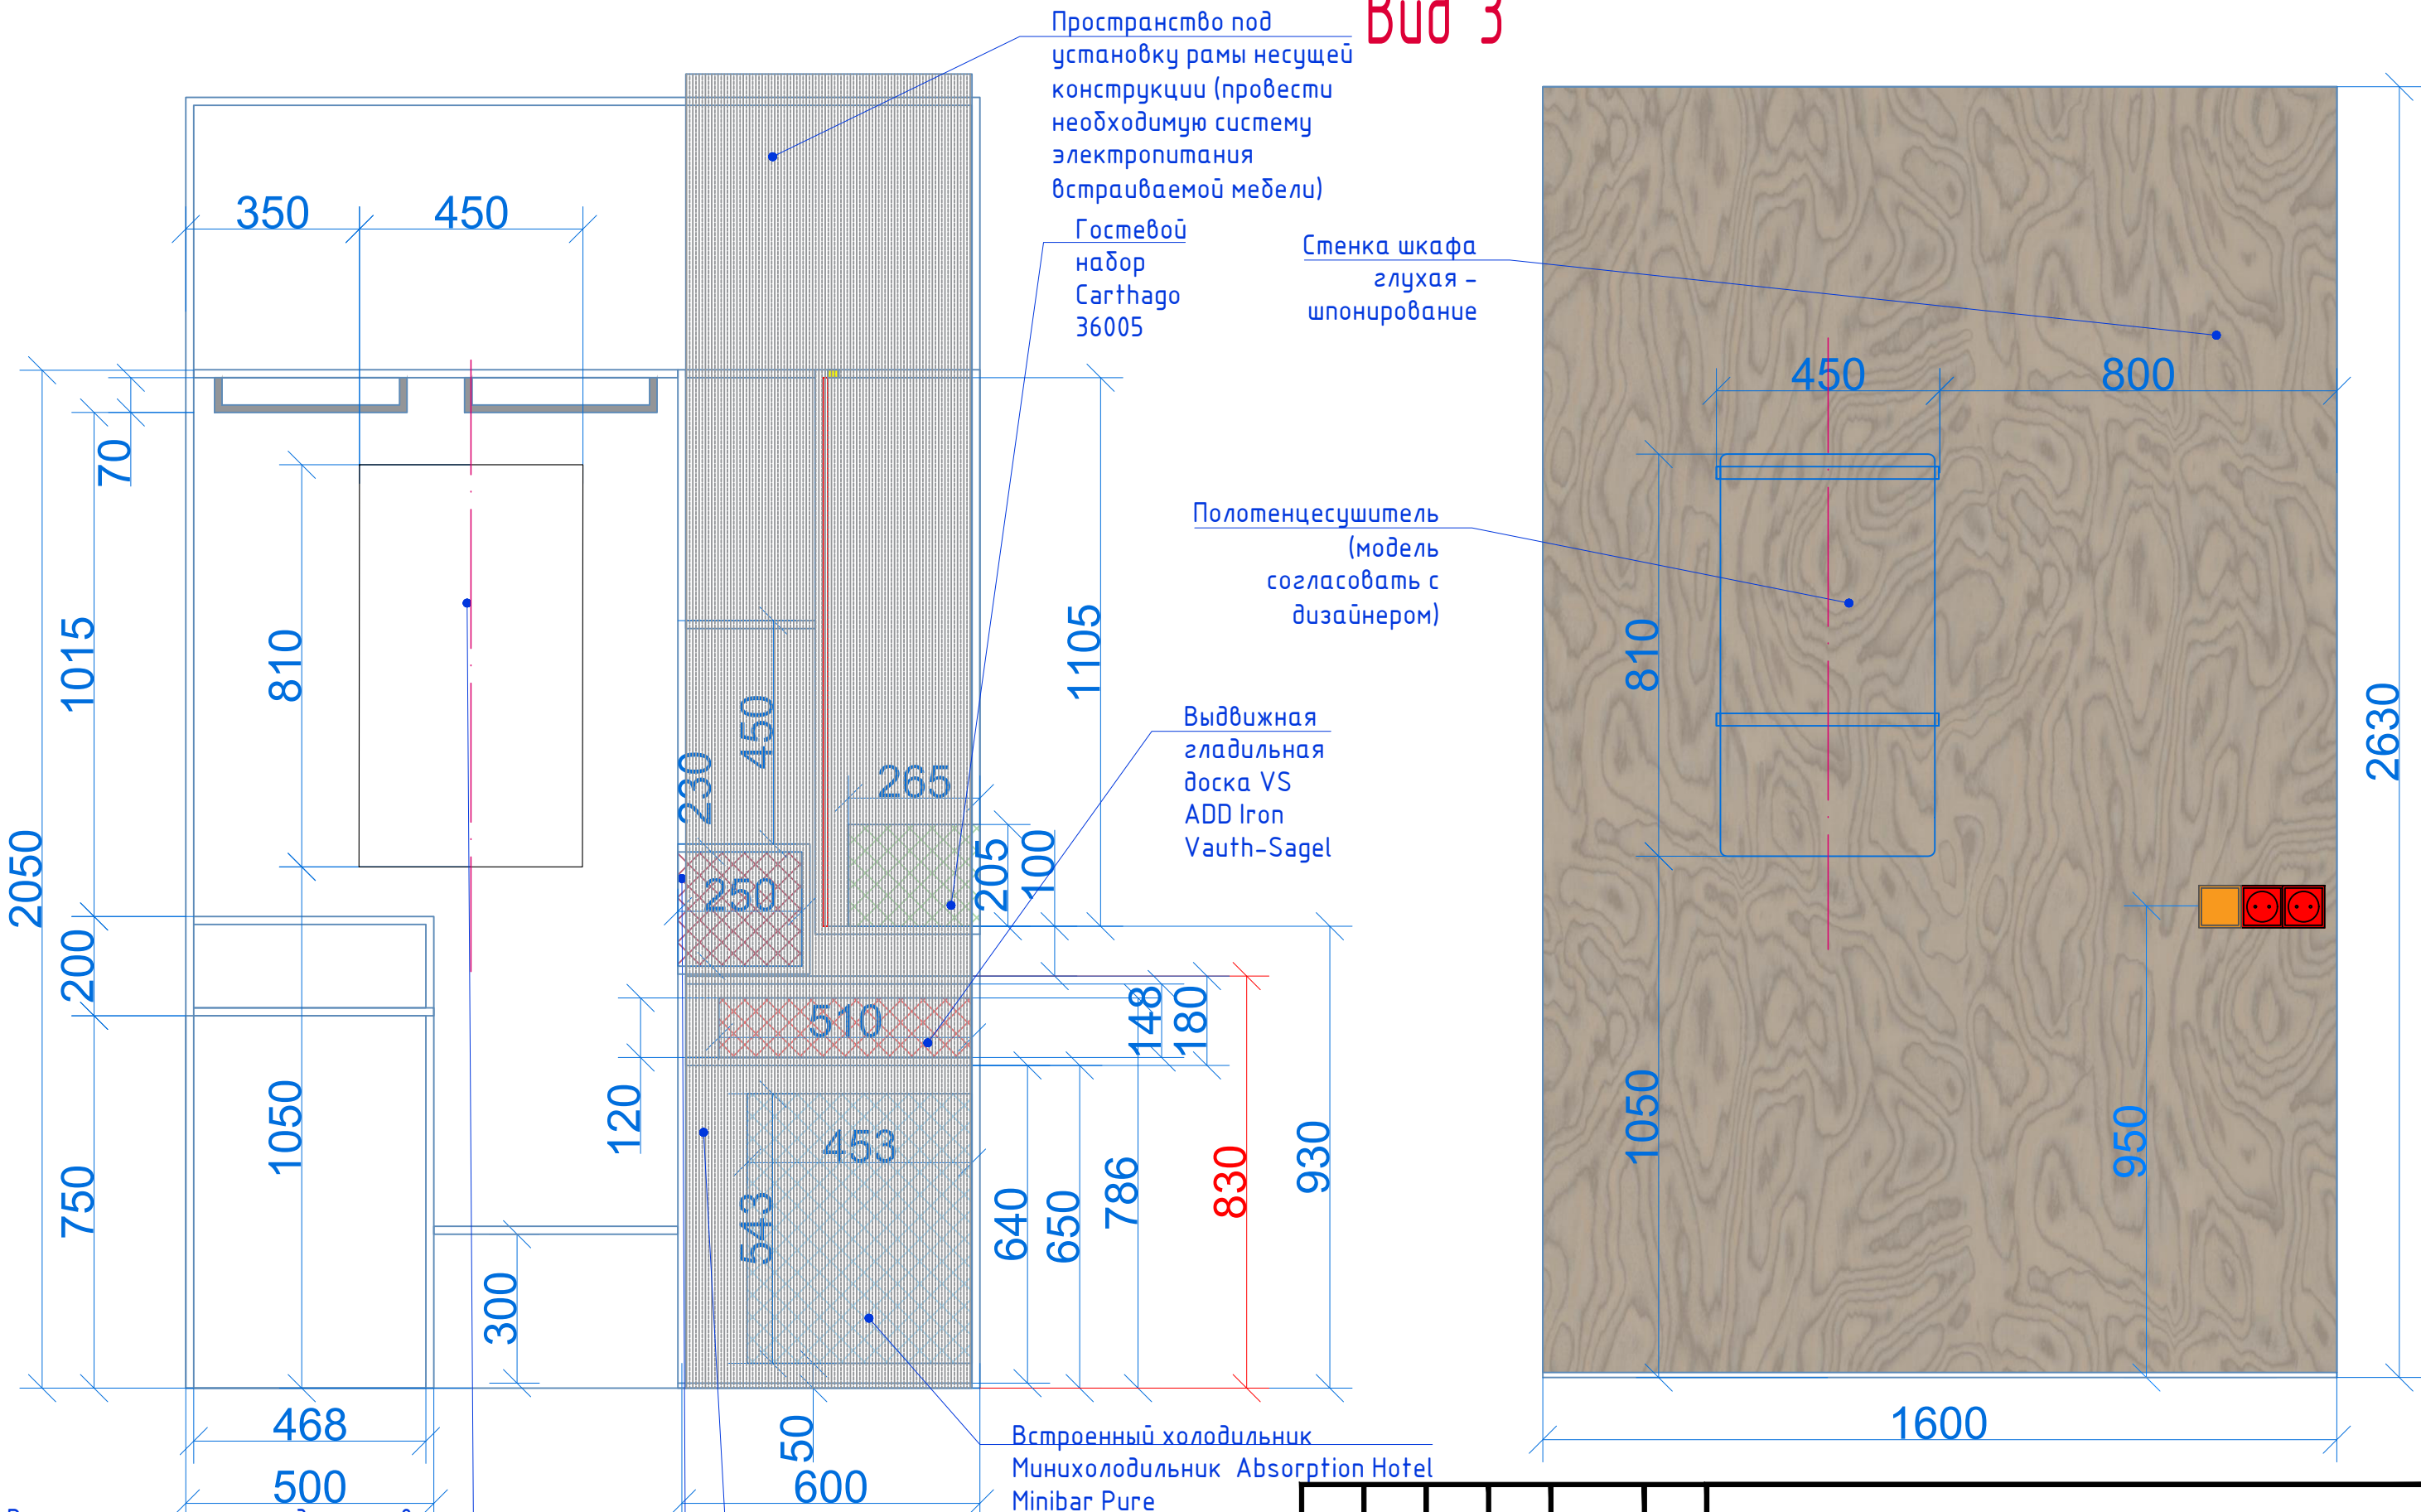 Вид 3
Пространство под
установку рамы несущей
конструкции (провести
необходимую систему
электропитания
встраиваемой мебели)
Гостевой
набор
Carthago
36005
Стенка шкафа
глухая -
шпонирование
350
450
450
800
70
Полотенцесушитель
(модель
согласовать с
дизайнером)
1015
810
1105
810
2630
450
230
265
Выдвижная
гладильная
доска VS
ADD Iron
Vauth-Sagel
2050
250
205
100
200
510
148
180
750
1050
120
453
543
640
650
786
830
930
1050
950
300
468
50
1600
500
600
Встроенный холодильник
Минихолодильник Absorption Hotel
Minibar Pure